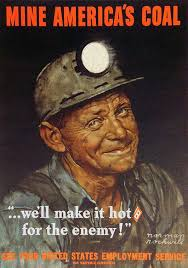 MINE AMERICA'S COAL
"...we'll make it hot
for the enemy!"
norman
rockwell
SEE YOUR UNITED STATES EMPLOYMENT SERVICE